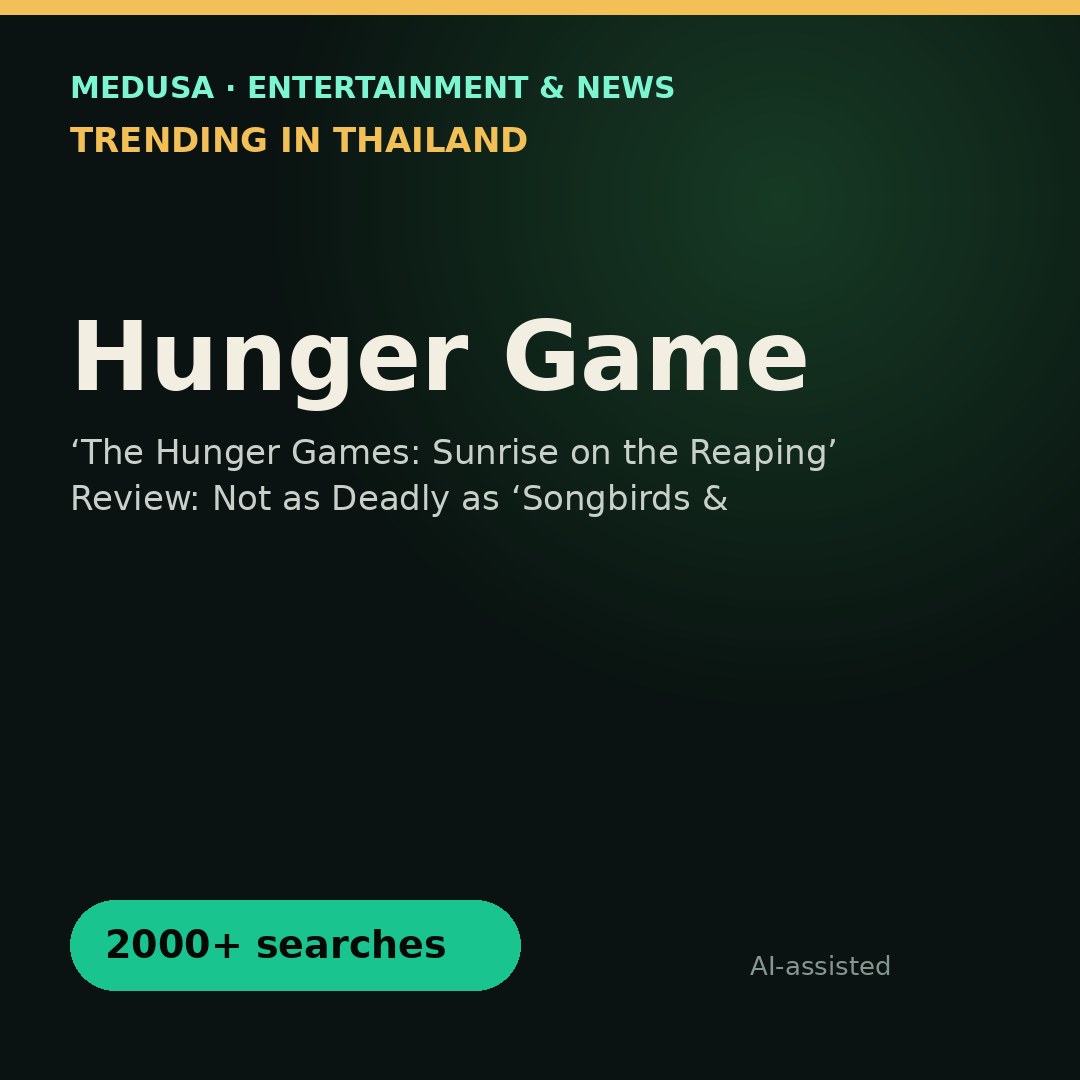 MEDUSA · ENTERTAINMENT & NEWS
TRENDING IN THAILAND
Hunger Game
‘The Hunger Games: Sunrise on the Reaping’
Review: Not as Deadly as ‘Songbirds &
2000+ searches
AI-assisted